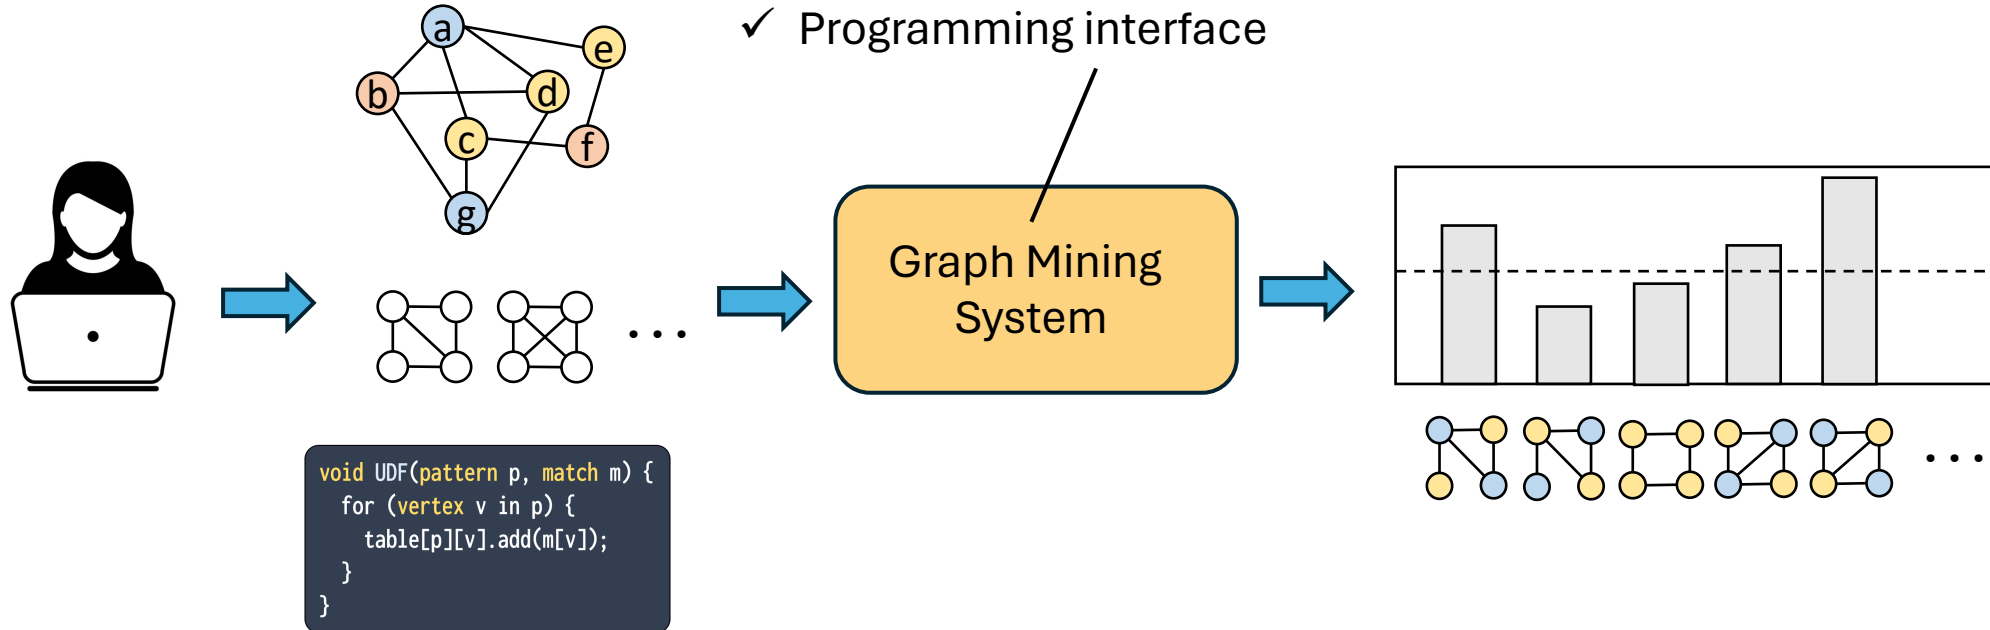 ✓ Programming interface
a
e
b
d
c
f
g
...
Graph Mining
System
...
void UDF(pattern p, match m) {
for (vertex v in p) {
table[p][v].add(m[v]);
}
}